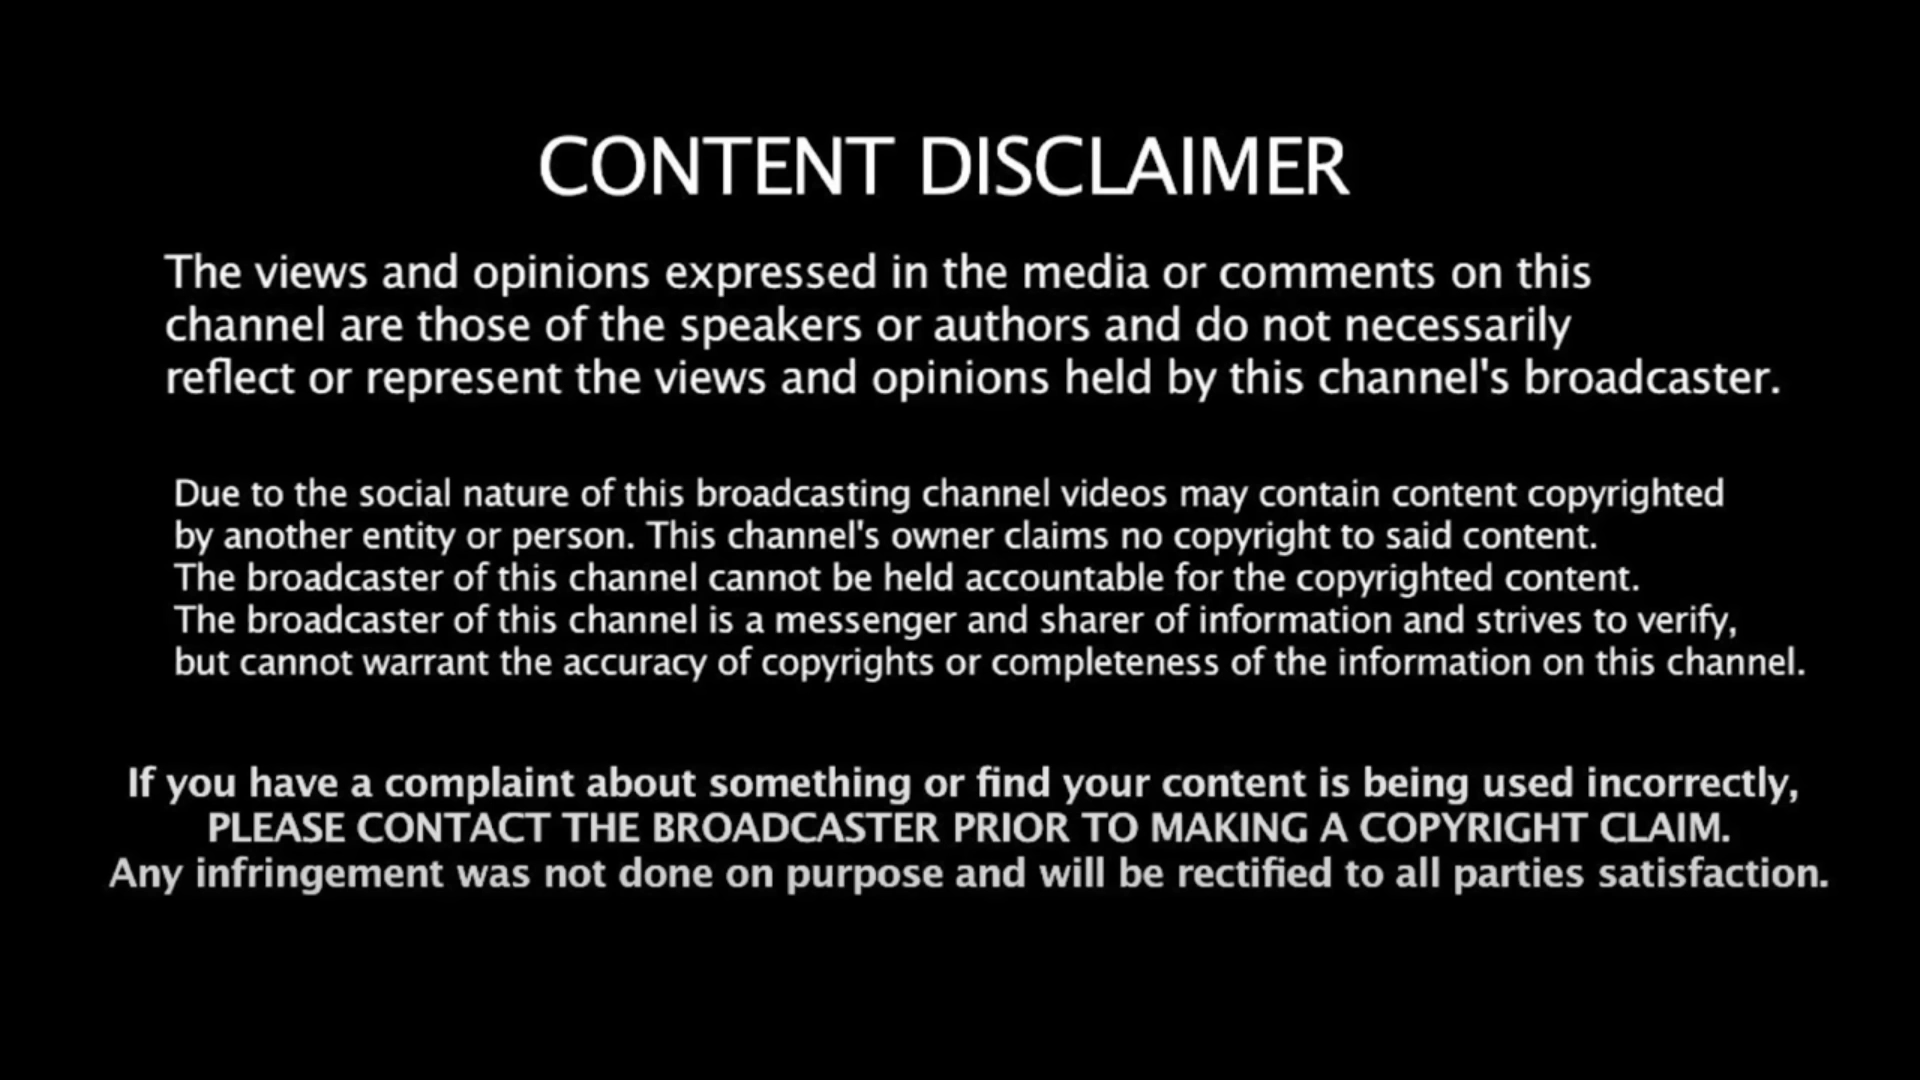 CONTENT DISCLAIMER
The views and opinions expressed in the media or comments on this
channel are those of the speakers or authors and do not necessarily
reflect or represent the views and opinions held by this channel's broadcaster.
Due to the social nature of this broadcasting channel videos may contain content copyrighted
by another entity or person. This channel's owner claims no copyright to said content.
The broadcaster of this channel cannot be held accountable for the copyrighted content.
The broadcaster of this channel is a messenger and sharer of information and strives to verify,
but cannot warrant the accuracy of copyrights or completeness of the information on this channel.
If you have a complaint about something or find your content is being used incorrectly,
PLEASE CONTACT THE BROADCASTER PRIOR TO MAKING A COPYRIGHT CLAIM.
Any infringement was not done on purpose and will be rectified to all parties satisfaction.